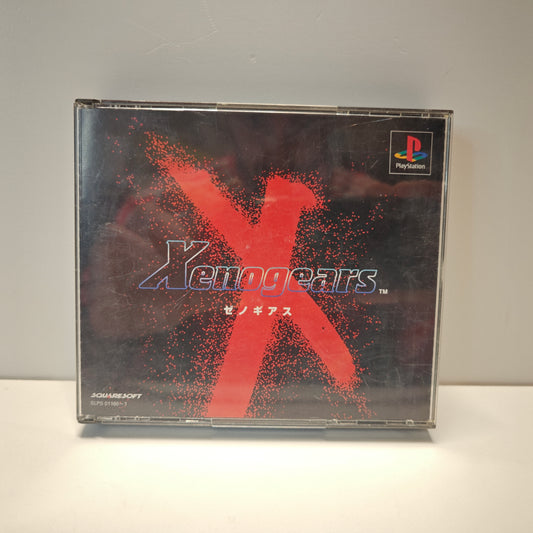 PlayStation
Xenogears™
ゼノギアス
SQUARESOFT